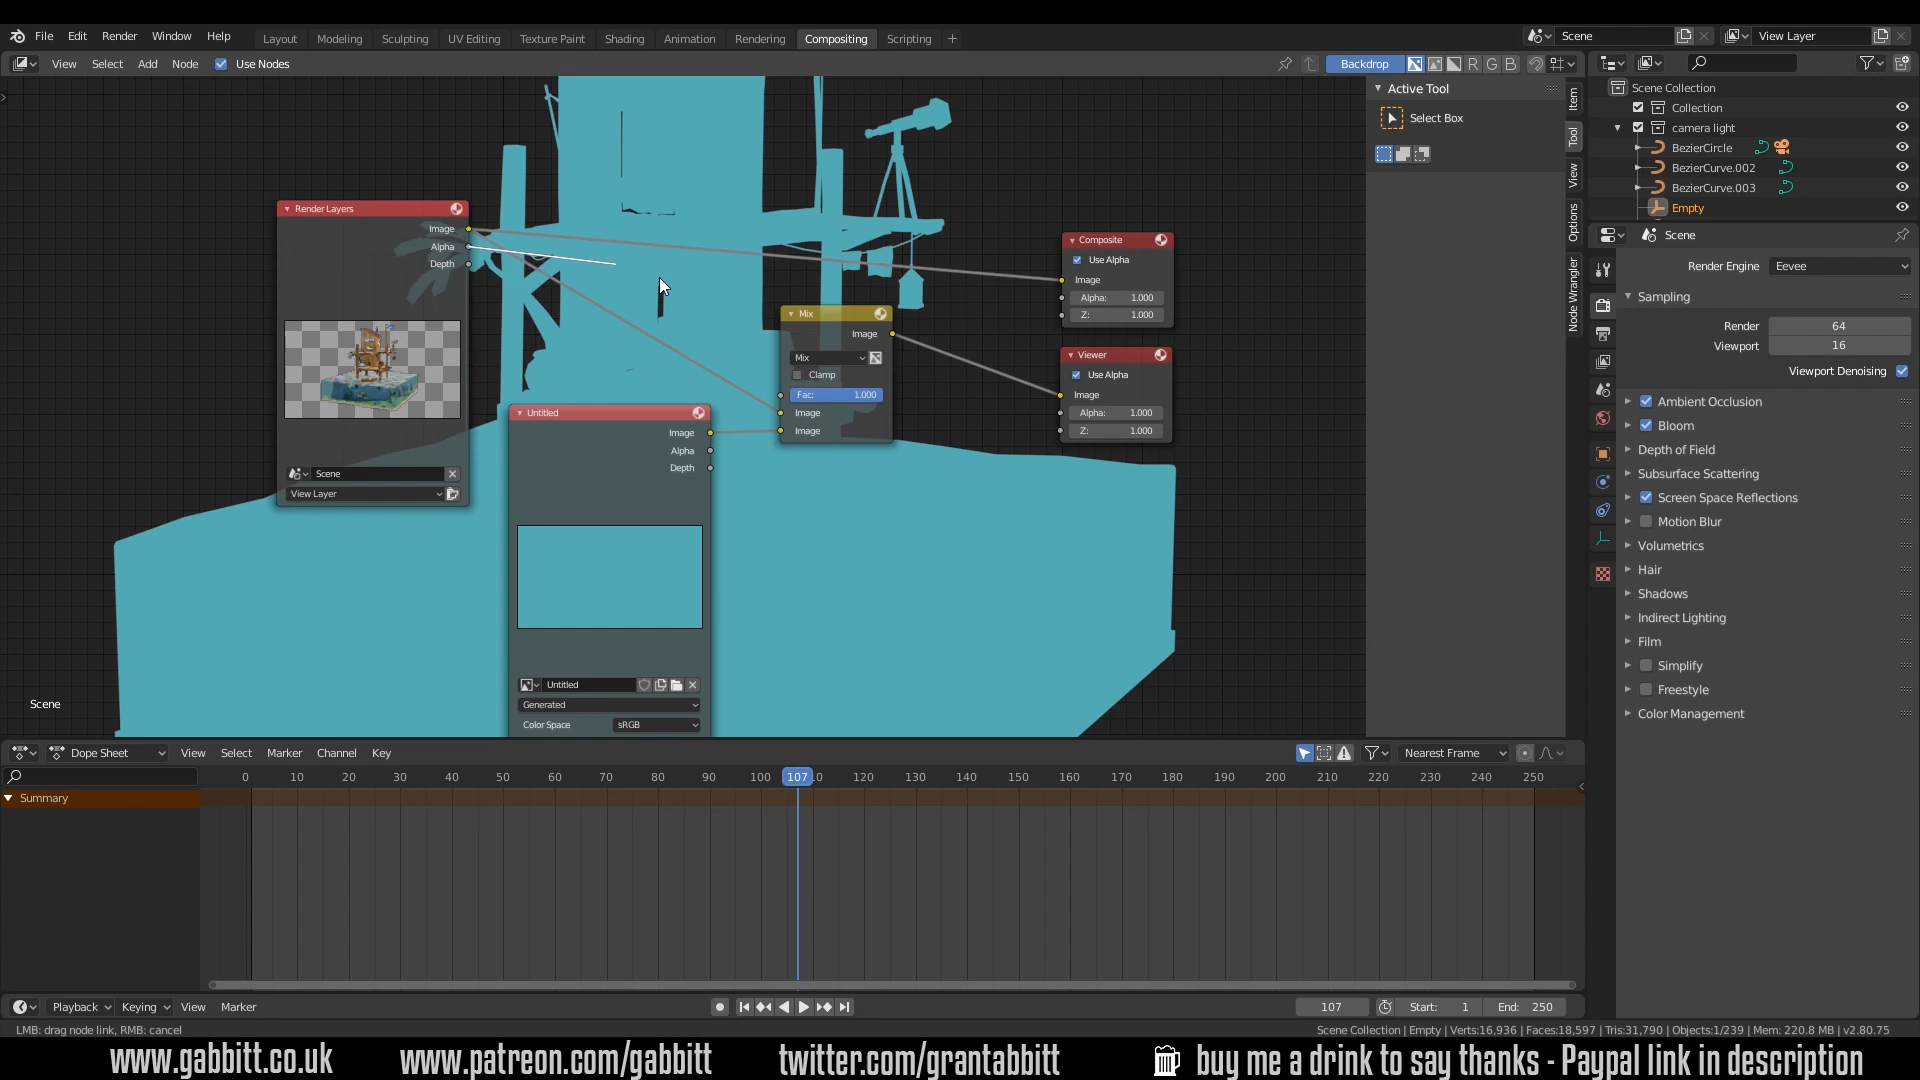 File Edit Render Window Help Layout Modeling Sculpting UV Editing Texture Paint Shading Animation Rendering Compositing Scripting + Scene View Layer
View Select Add Node Use Nodes Backdrop R G B
Active Tool
Select Box
Item
Tool
View
Options
Node Wrangler
Scene Collection
Collection
camera light
BezierCircle
BezierCurve.002
BezierCurve.003
Empty
Render Layers
Image
Alpha
Depth
Scene
View Layer
Untitled
Image
Alpha
Depth
Untitled
Generated
Color Space sRGB
Mix
Image
Mix
Clamp
Fac: 1.000
Image
Image
Composite
Use Alpha
Image
Alpha: 1.000
Z: 1.000
Viewer
Use Alpha
Image
Alpha: 1.000
Z: 1.000
Scene
Scene
Render Engine Eevee
Sampling
Render 64
Viewport 16
Viewport Denoising
Ambient Occlusion
Bloom
Depth of Field
Subsurface Scattering
Screen Space Reflections
Motion Blur
Volumetrics
Hair
Shadows
Indirect Lighting
Film
Simplify
Freestyle
Color Management
Dope Sheet View Select Marker Channel Key Nearest Frame
0 10 20 30 40 50 60 70 80 90 100 107 0 120 130 140 150 160 170 180 190 200 210 220 230 240 250
Summary
Playback Keying View Marker 107 Start: 1 End: 250
LMB: drag node link, RMB: cancel Scene Collection | Empty | Verts:16,936 | Faces:18,597 | Tris:31,790 | Objects:1/239 | Mem: 220.8 MB | v2.80.75
www.gabbitt.co.uk www.patreon.com/gabbitt twitter.com/grantabbitt buy me a drink to say thanks - Paypal link in description